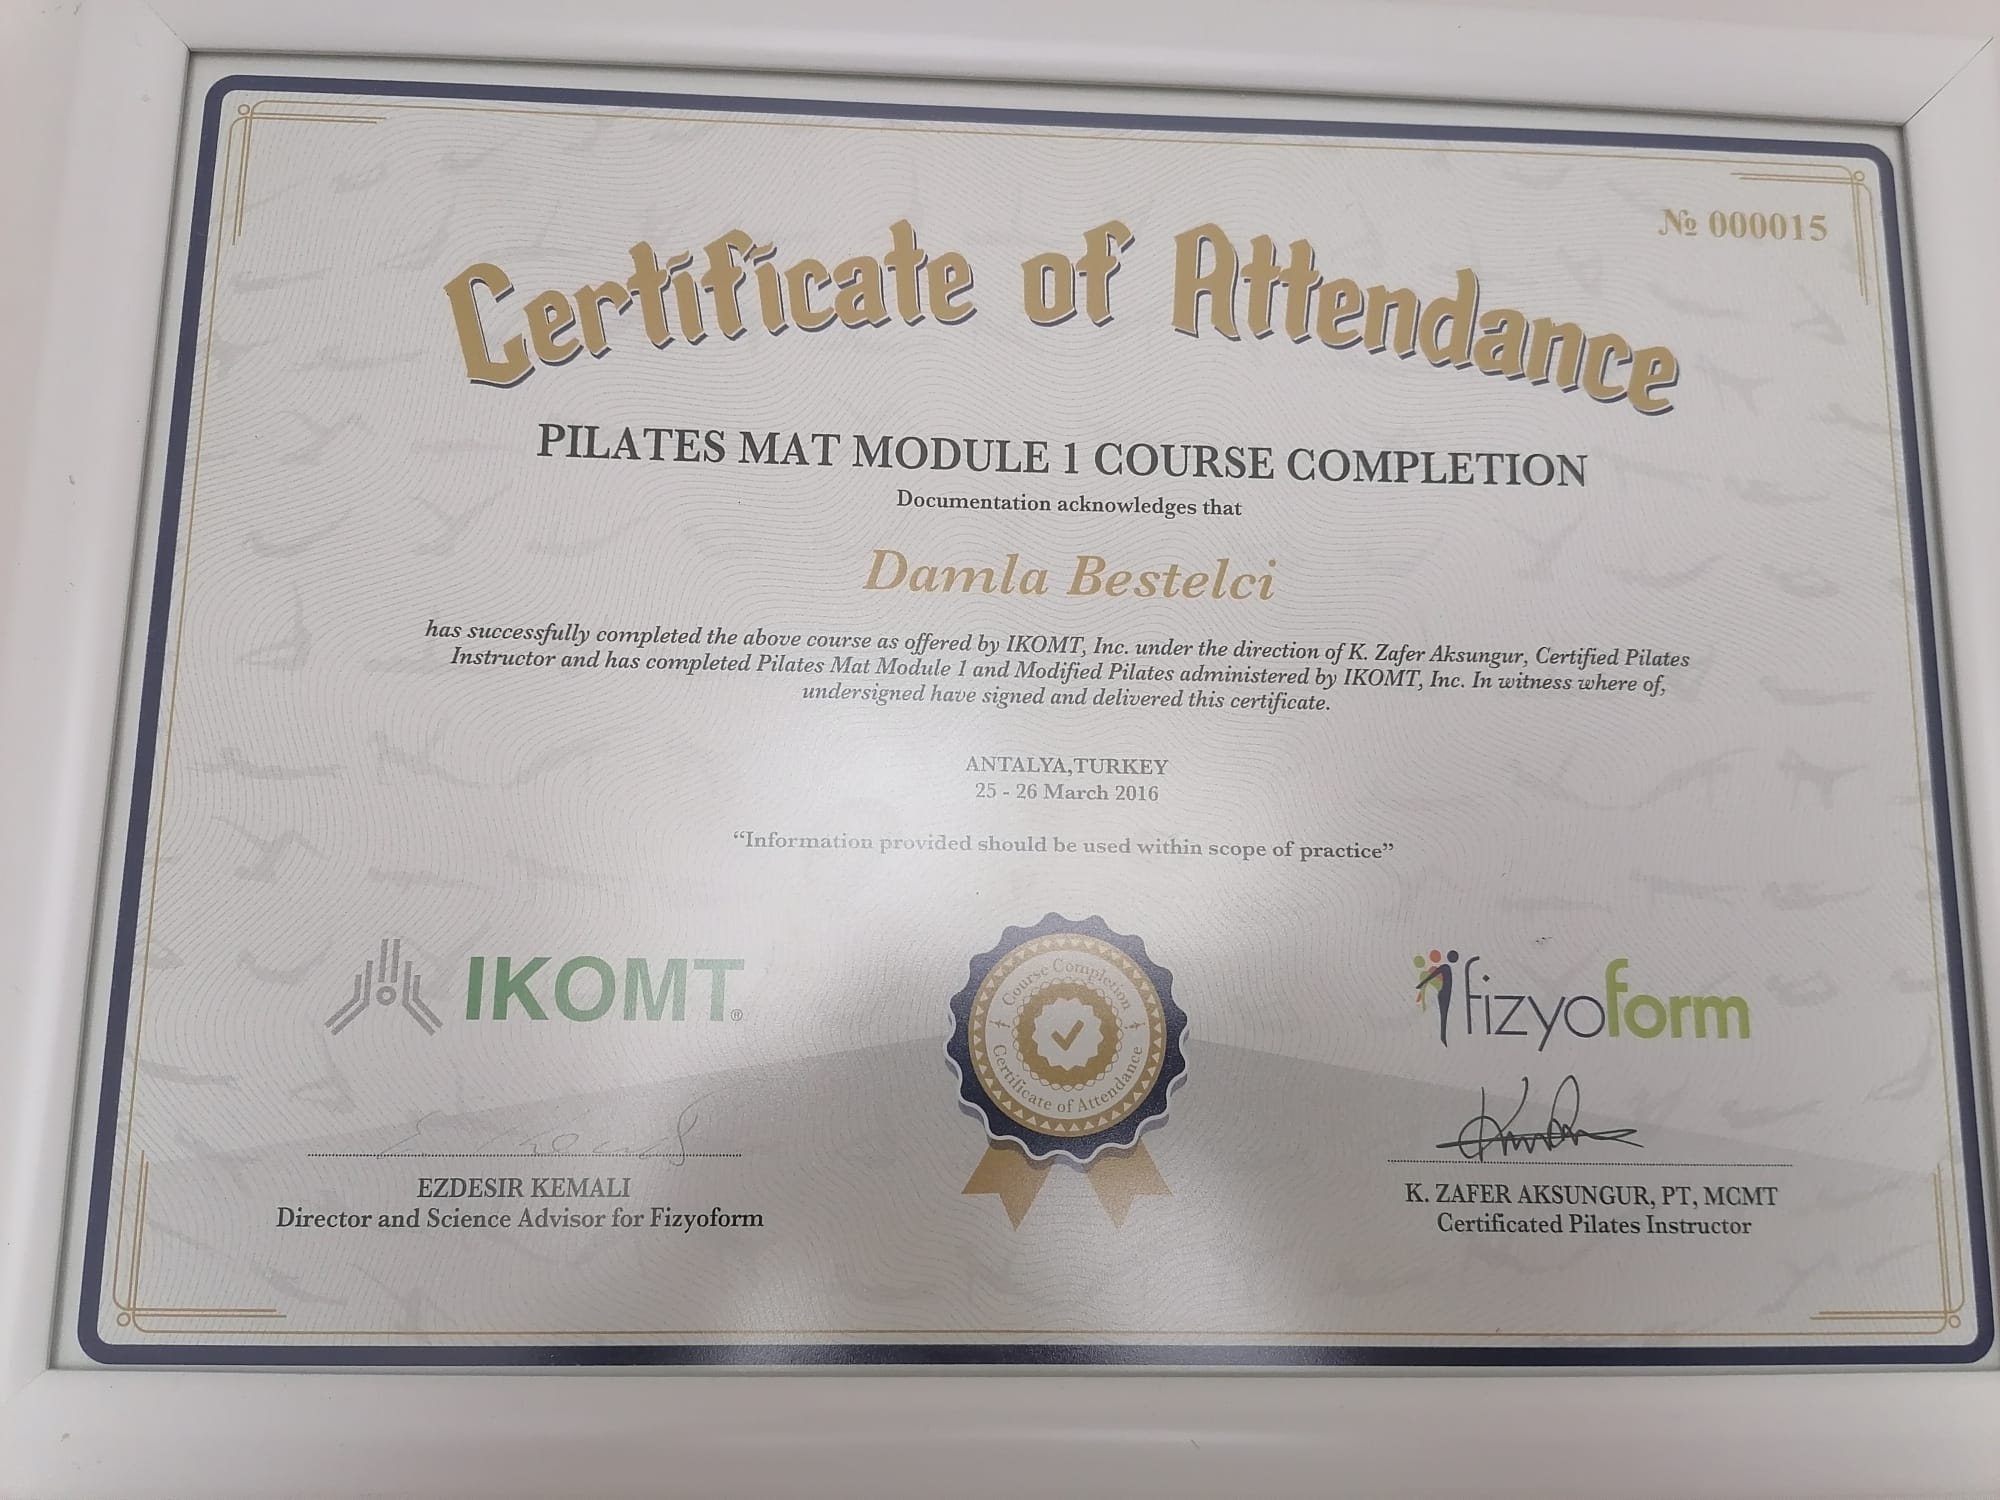 № 000015
Certificate of Attendance
PILATES MAT MODULE 1 COURSE COMPLETION
Documentation acknowledges that
Damla Bestelci
has successfully completed the above course as offered by IKOMT, Inc. under the direction of K. Zafer Aksungur, Certified Pilates
Instructor and has completed Pilates Mat Module 1 and Modified Pilates administered by IKOMT, Inc. In witness where of,
undersigned have signed and delivered this certificate.
ANTALYA,TURKEY
25 - 26 March 2016
“Information provided should be used within scope of practice”
IKOMT®
Course Completion
Certificate of Attendance
fizyoform
EZDESIR KEMALI
Director and Science Advisor for Fizyoform
K. ZAFER AKSUNGUR, PT, MCMT
Certificated Pilates Instructor